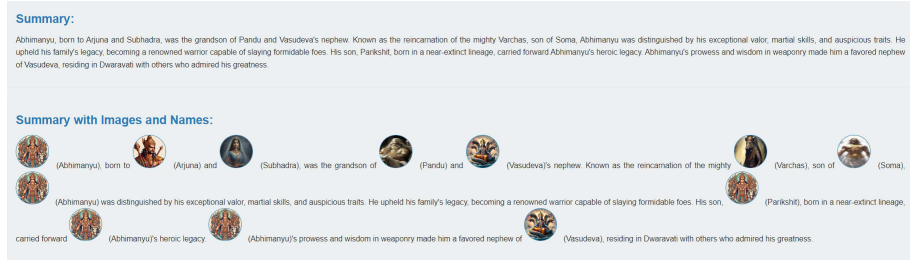 Summary:
Abhimanyu, born to Arjuna and Subhadra, was the grandson of Pandu and Vasudeva's nephew. Known as the reincarnation of the mighty Varchas, son of Soma, Abhimanyu was distinguished by his exceptional valor, martial skills, and auspicious traits. He
upheld his family's legacy, becoming a renowned warrior capable of slaying formidable foes. His son, Parikshit, born in a near-extinct lineage, carried forward Abhimanyu's heroic legacy. Abhimanyu's prowess and wisdom in weaponry made him a favored nephew
of Vasudeva, residing in Dwaravati with others who admired his greatness.
Summary with Images and Names:
(Abhimanyu), born to (Arjuna) and (Subhadra), was the grandson of (Pandu) and (Vasudeva)'s nephew. Known as the reincarnation of the mighty (Varchas), son of (Soma),
(Abhimanyu) was distinguished by his exceptional valor, martial skills, and auspicious traits. He upheld his family's legacy, becoming a renowned warrior capable of slaying formidable foes. His son, (Parikshit), born in a near-extinct lineage,
carried forward (Abhimanyu)'s heroic legacy. (Abhimanyu)'s prowess and wisdom in weaponry made him a favored nephew of (Vasudeva), residing in Dwaravati with others who admired his greatness.